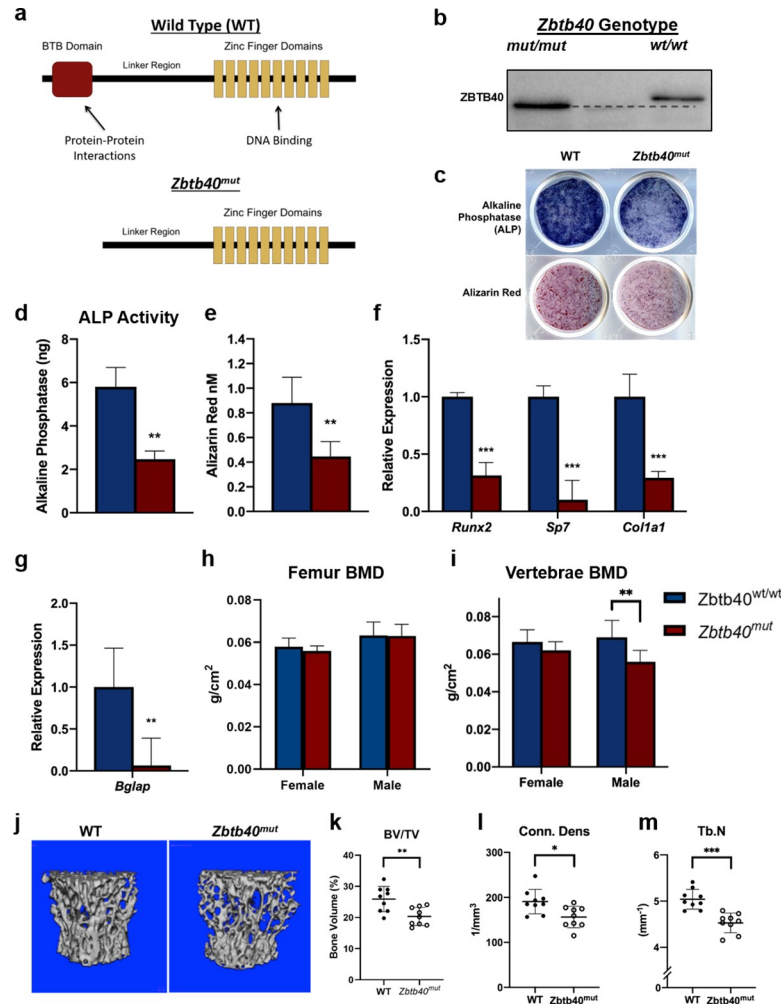 a
Wild Type (WT)
BTB Domain
Zinc Finger Domains
Linker Region
Protein-Protein
Interactions
DNA Binding
Zbtb40mut
Zinc Finger Domains
Linker Region
b
Zbtb40 Genotype
mut/mut
wt/wt
ZBTB40
c
WT
Zbtb40mut
Alkaline
Phosphatase
(ALP)
Alizarin Red
d
ALP Activity
Alkaline Phosphatase (ng)
8
6
4
2
0
**
e
Alizarin Red nM
1.4
1.2
1.0
0.8
0.6
0.4
0.2
0.0
**
f
Relative Expression
1.5
1.0
0.5
0.0
***
***
***
Runx2
Sp7
Col1a1
g
Relative Expression
1.5
1.0
0.5
0.0
**
Bglap
h
Femur BMD
g/cm2
0.08
0.06
0.04
0.02
0.00
Female
Male
i
Vertebrae BMD
g/cm2
0.08
0.06
0.04
0.02
0.00
**
Female
Male
Zbtb40wt/wt
Zbtb40mut
j
WT
Zbtb40mut
k
BV/TV
Bone Volume (%)
40
30
20
10
0
**
WT
Zbtb40mut
l
Conn. Dens
1/mm3
300
200
100
0
*
WT
Zbtb40mut
m
Tb.N
(mm-1)
6
5
4
***
WT
Zbtb40mut